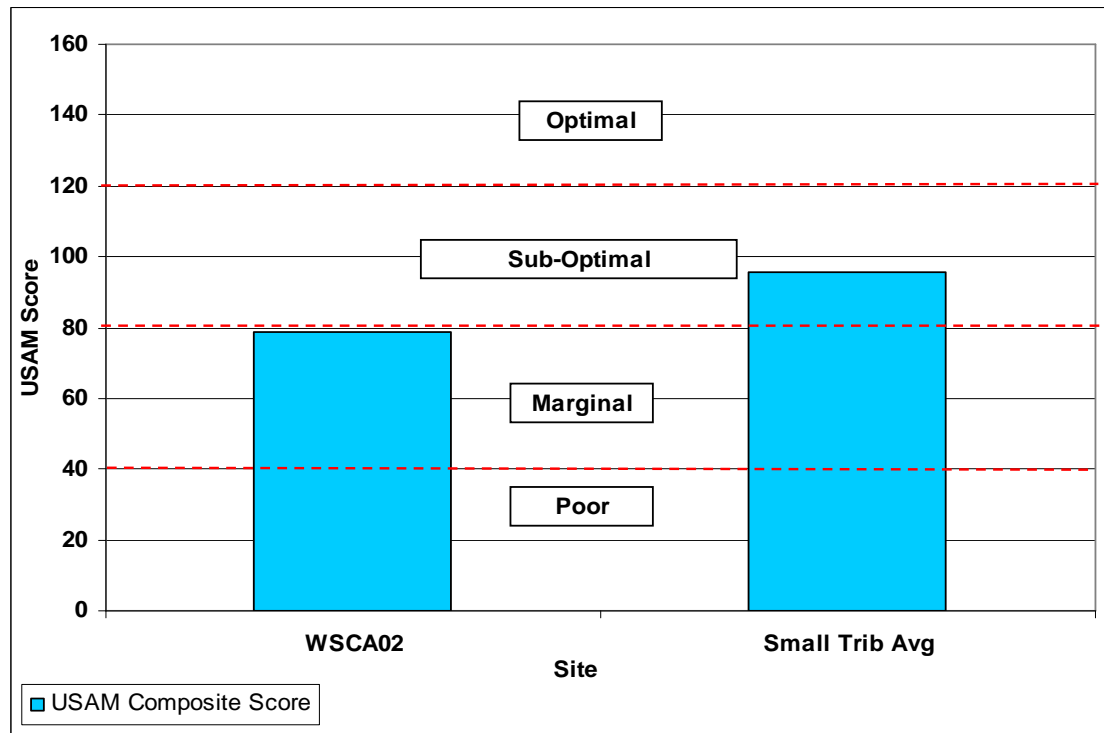 160
140
120
100
80
60
40
20
0
USAM Score
Optimal
Sub-Optimal
Marginal
Poor
WSCA02
Small Trib Avg
Site
USAM Composite Score